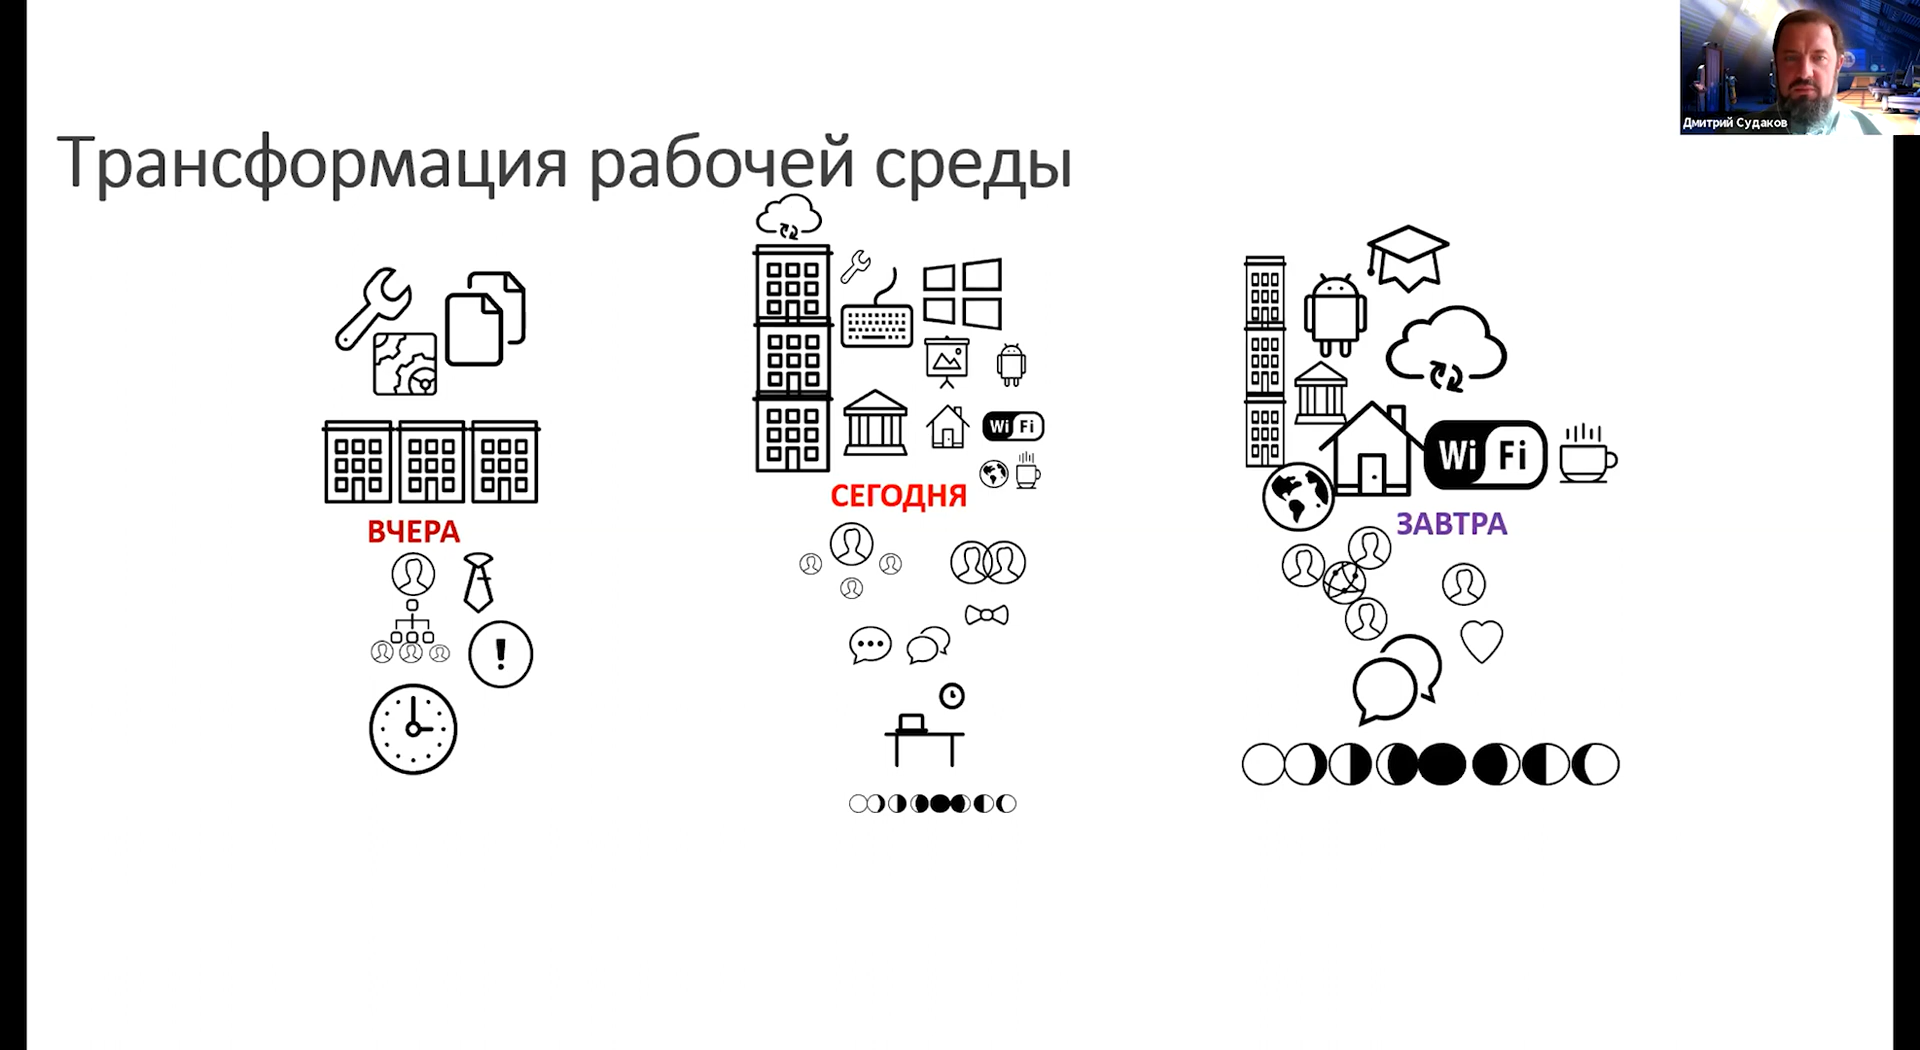 Дмитрий Судаков
Трансформация рабочей среды
Wi Fi
Wi Fi
СЕГОДНЯ
ВЧЕРА
ЗАВТРА